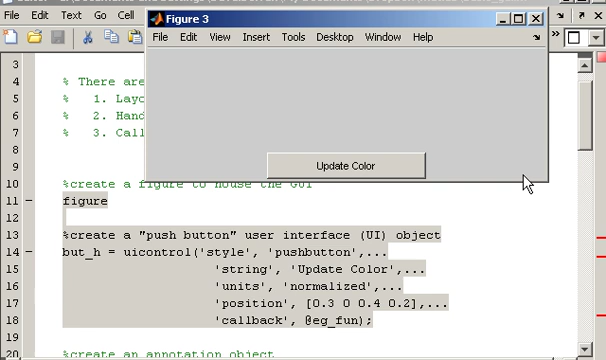 Figure 3
File Edit Text Go Cell
File Edit View Insert Tools Desktop Window Help
3
4 % There are
5 % 1. Layo
6 % 2. Hand
7 % 3. Call
8
9
Update Color
10 %create a figure to house the GUI
11 figure
12
13 %create a "push button" user interface (UI) object
14 but_h = uicontrol('style', 'pushbutton',...
15 'string', 'Update Color',...
16 'units', 'normalized',...
17 'position', [0.3 0 0.4 0.2],...
18 'callback', @eg_fun);
19
20 %create an annotation object